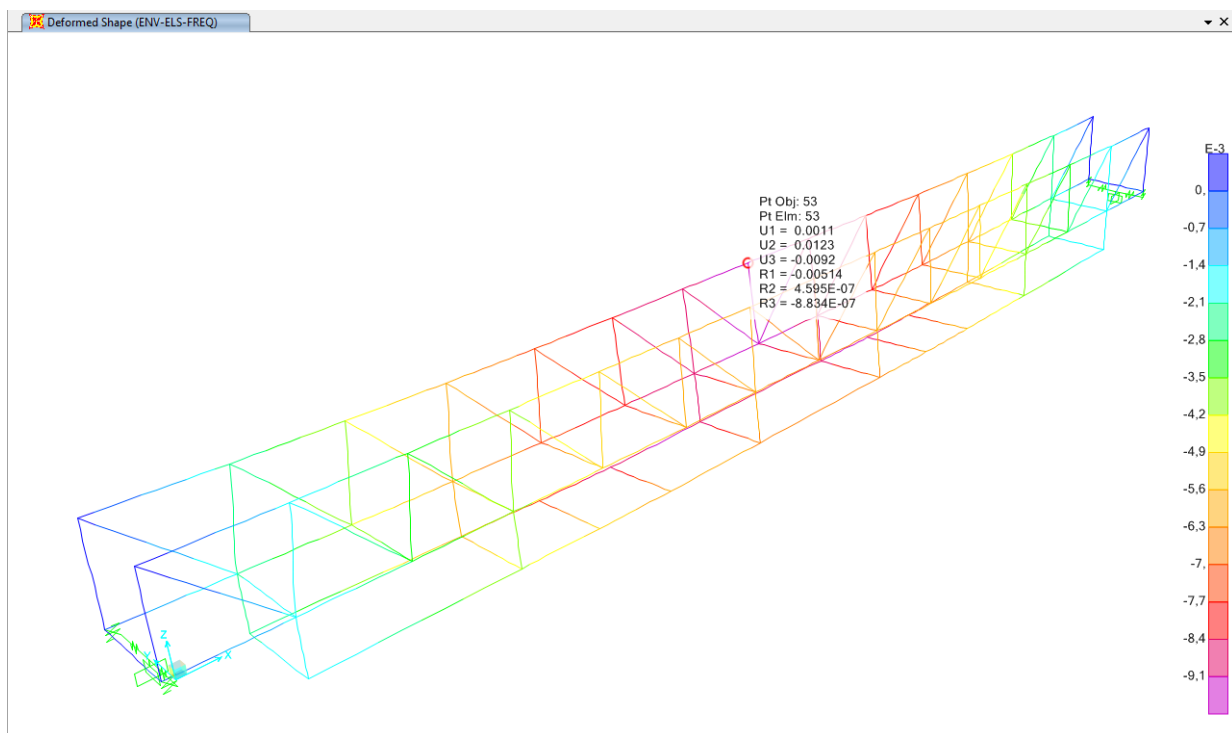 Deformed Shape (ENV-ELS-FREQ)
E-3
Pt Obj: 53
Pt Elm: 53
U1 = 0.0011
U2 = 0.0123
U3 = -0.0092
R1 = -0.00514
R2 = 4.595E-07
R3 = -8.834E-07
0,
-0,7
-1,4
-2,1
-2,8
-3,5
-4,2
-4,9
-5,6
-6,3
-7,
-7,7
-8,4
-9,1
Z
Y
X